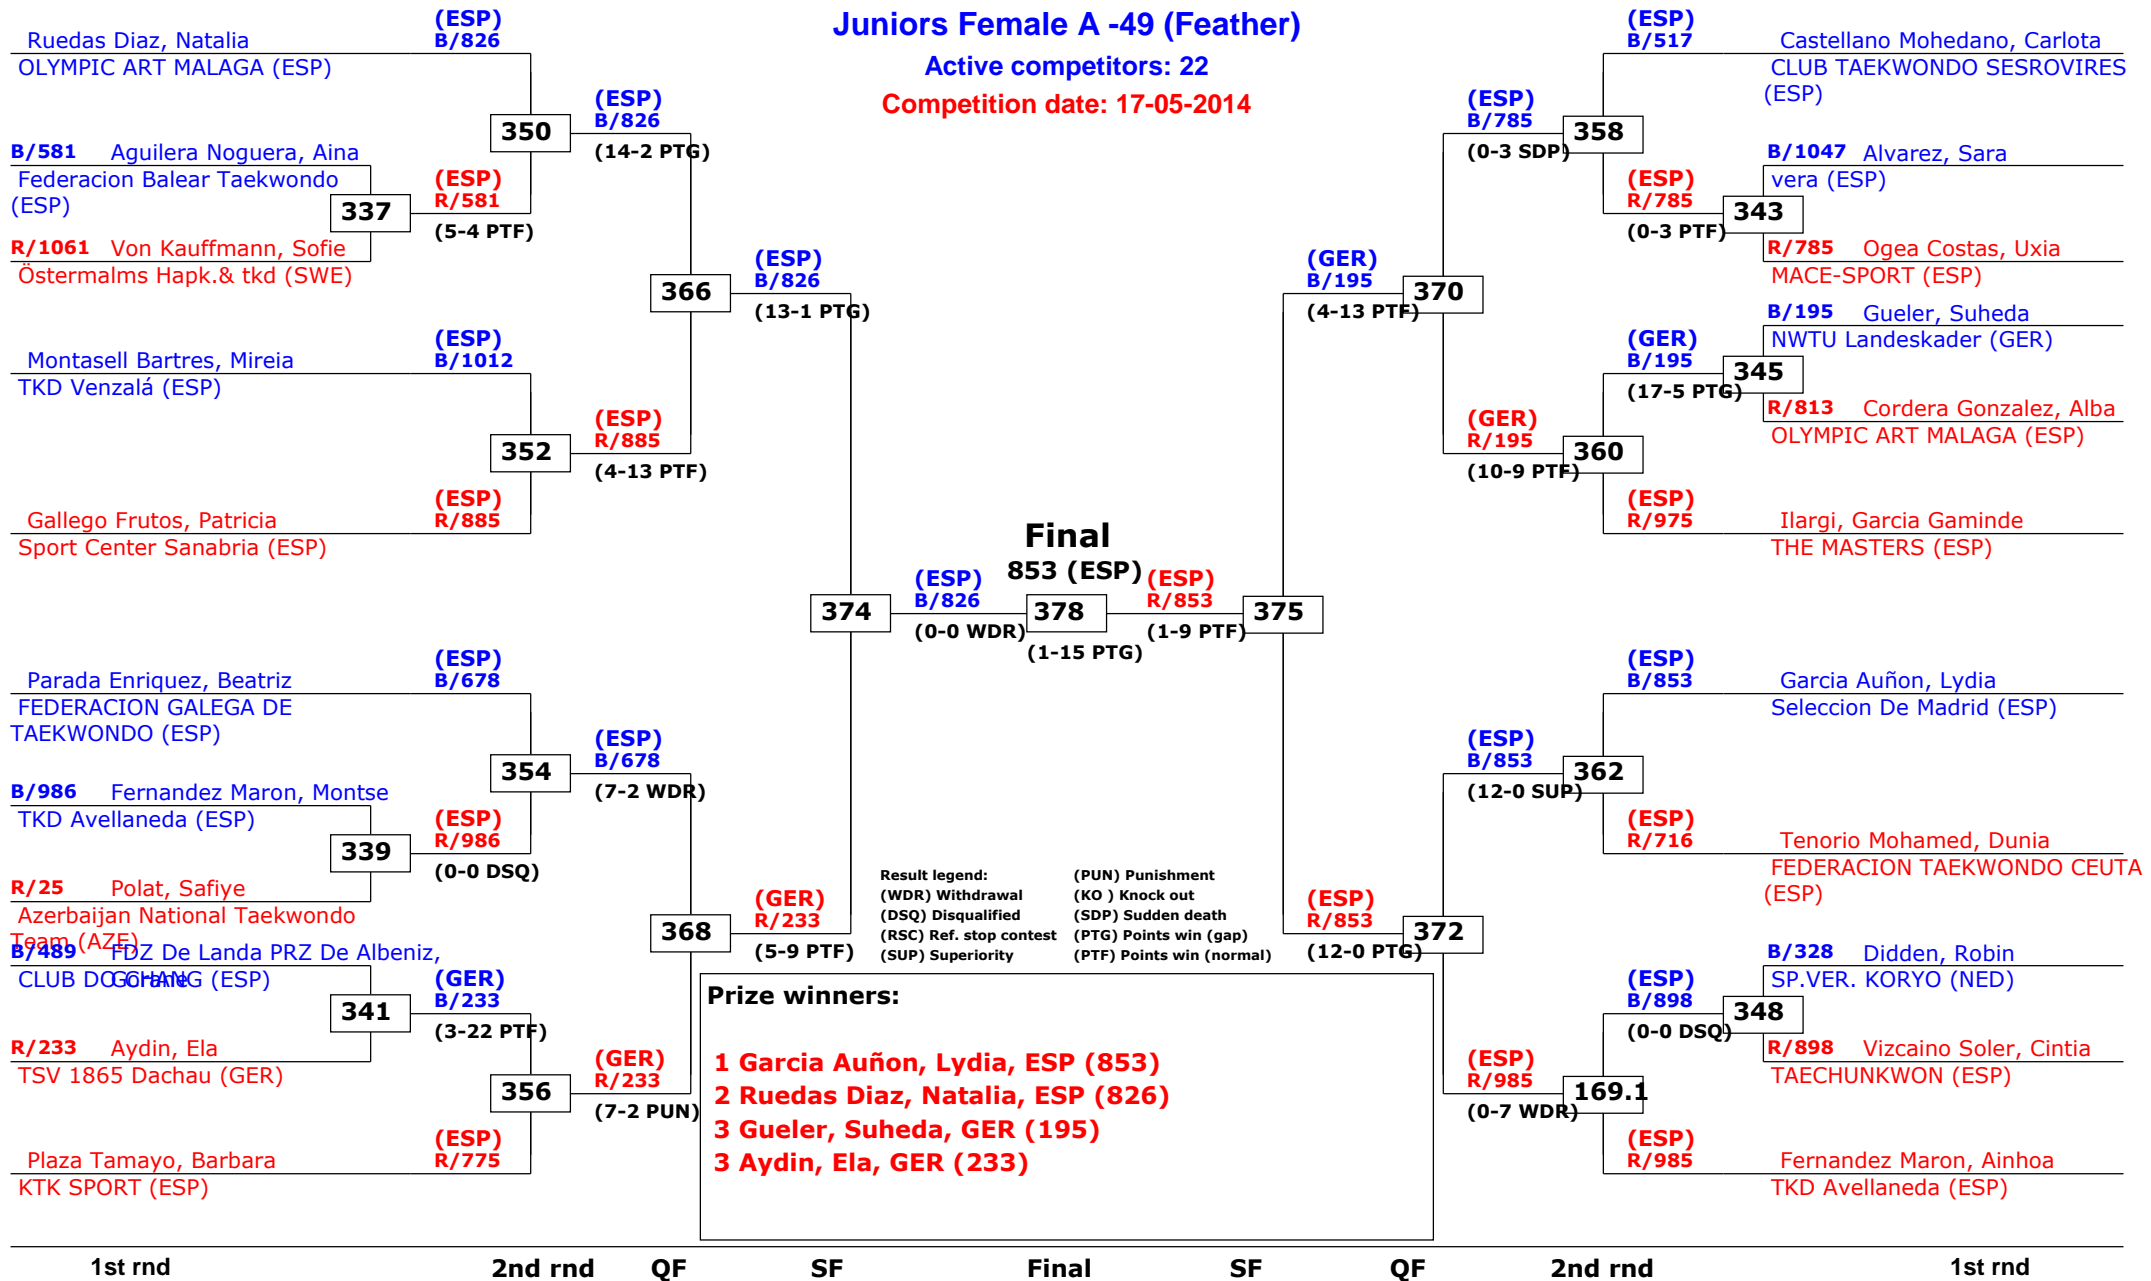 Juniors Female A -49 (Feather)
Active competitors: 22
Competition date: 17-05-2014
(ESP)
Ruedas Diaz, Natalia B/826
OLYMPIC ART MALAGA (ESP)
350
(ESP)
B/826
(14-2 PTG)
B/581 Aguilera Noguera, Aina
Federacion Balear Taekwondo
(ESP)
337
(ESP)
R/581
(5-4 PTF)
R/1061 Von Kauffmann, Sofie
Östermalms Hapk.& tkd (SWE)
366
(ESP)
B/826
(13-1 PTG)
(ESP)
Montasell Bartres, Mireia B/1012
TKD Venzalá (ESP)
352
(ESP)
R/885
(4-13 PTF)
(ESP)
Gallego Frutos, Patricia R/885
Sport Center Sanabria (ESP)
374
(ESP)
B/826
(0-0 WDR)
Final
853 (ESP)
378
(1-15 PTG)
(ESP)
R/853
(1-9 PTF)
375
(ESP)
Parada Enriquez, Beatriz B/678
FEDERACION GALEGA DE
TAEKWONDO (ESP)
354
(ESP)
B/678
(7-2 WDR)
B/986 Fernandez Maron, Montse
TKD Avellaneda (ESP)
339
(ESP)
R/986
(0-0 DSQ)
R/25 Polat, Safiye
Azerbaijan National Taekwondo
Team (AZE)
368
(GER)
R/233
(5-9 PTF)
B/489 FDZ De Landa PRZ De Albeniz,
Gorane
CLUB DO CHANG (ESP)
341
(GER)
B/233
(3-22 PTF)
R/233 Aydin, Ela
TSV 1865 Dachau (GER)
356
(GER)
R/233
(7-2 PUN)
(ESP)
Plaza Tamayo, Barbara R/775
KTK SPORT (ESP)
(ESP)
B/517 Castellano Mohedano, Carlota
CLUB TAEKWONDO SESROVIRES
(ESP)
(ESP)
B/785
(0-3 SDP)
358
B/1047 Alvarez, Sara
vera (ESP)
(ESP)
R/785
(0-3 PTF)
343
R/785 Ogea Costas, Uxia
MACE-SPORT (ESP)
(GER)
B/195
(4-13 PTF)
370
B/195 Gueler, Suheda
NWTU Landeskader (GER)
(GER)
B/195
(17-5 PTG)
345
R/813 Cordera Gonzalez, Alba
OLYMPIC ART MALAGA (ESP)
(GER)
R/195
(10-9 PTF)
360
(ESP)
R/975 Ilargi, Garcia Gaminde
THE MASTERS (ESP)
(ESP)
B/853 Garcia Auñon, Lydia
Seleccion De Madrid (ESP)
(ESP)
B/853
(12-0 SUP)
362
(ESP)
R/716 Tenorio Mohamed, Dunia
FEDERACION TAEKWONDO CEUTA
(ESP)
(ESP)
R/853
(12-0 PTG)
372
B/328 Didden, Robin
SP.VER. KORYO (NED)
(ESP)
B/898
(0-0 DSQ)
348
R/898 Vizcaino Soler, Cintia
TAECHUNKWON (ESP)
(ESP)
R/985
(0-7 WDR)
169.1
(ESP)
R/985 Fernandez Maron, Ainhoa
TKD Avellaneda (ESP)
Result legend: (PUN) Punishment
(WDR) Withdrawal (KO ) Knock out
(DSQ) Disqualified (SDP) Sudden death
(RSC) Ref. stop contest (PTG) Points win (gap)
(SUP) Superiority (PTF) Points win (normal)
Prize winners:
1 Garcia Auñon, Lydia, ESP (853)
2 Ruedas Diaz, Natalia, ESP (826)
3 Gueler, Suheda, GER (195)
3 Aydin, Ela, GER (233)
1st rnd 2nd rnd QF SF Final SF QF 2nd rnd 1st rnd